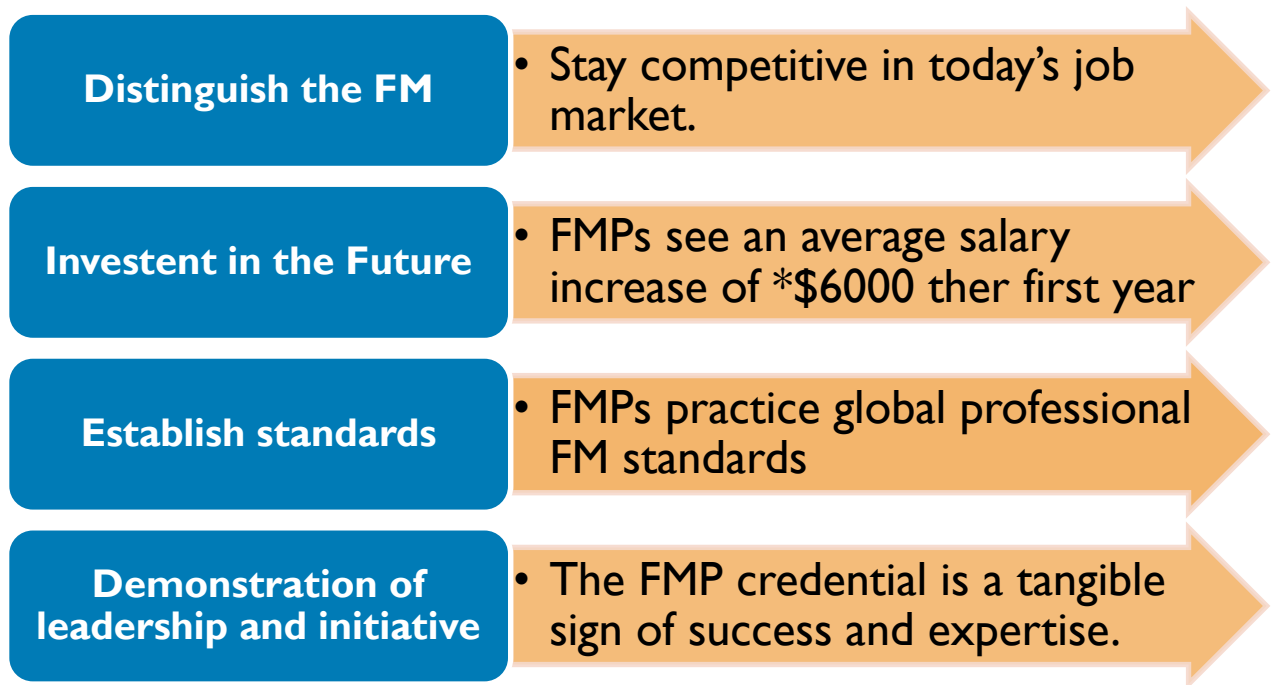 Distinguish the FM
• Stay competitive in today’s job
market.
Investent in the Future
• FMPs see an average salary
increase of *$6000 ther first year
Establish standards
• FMPs practice global professional
FM standards
Demonstration of
leadership and initiative
• The FMP credential is a tangible
sign of success and expertise.